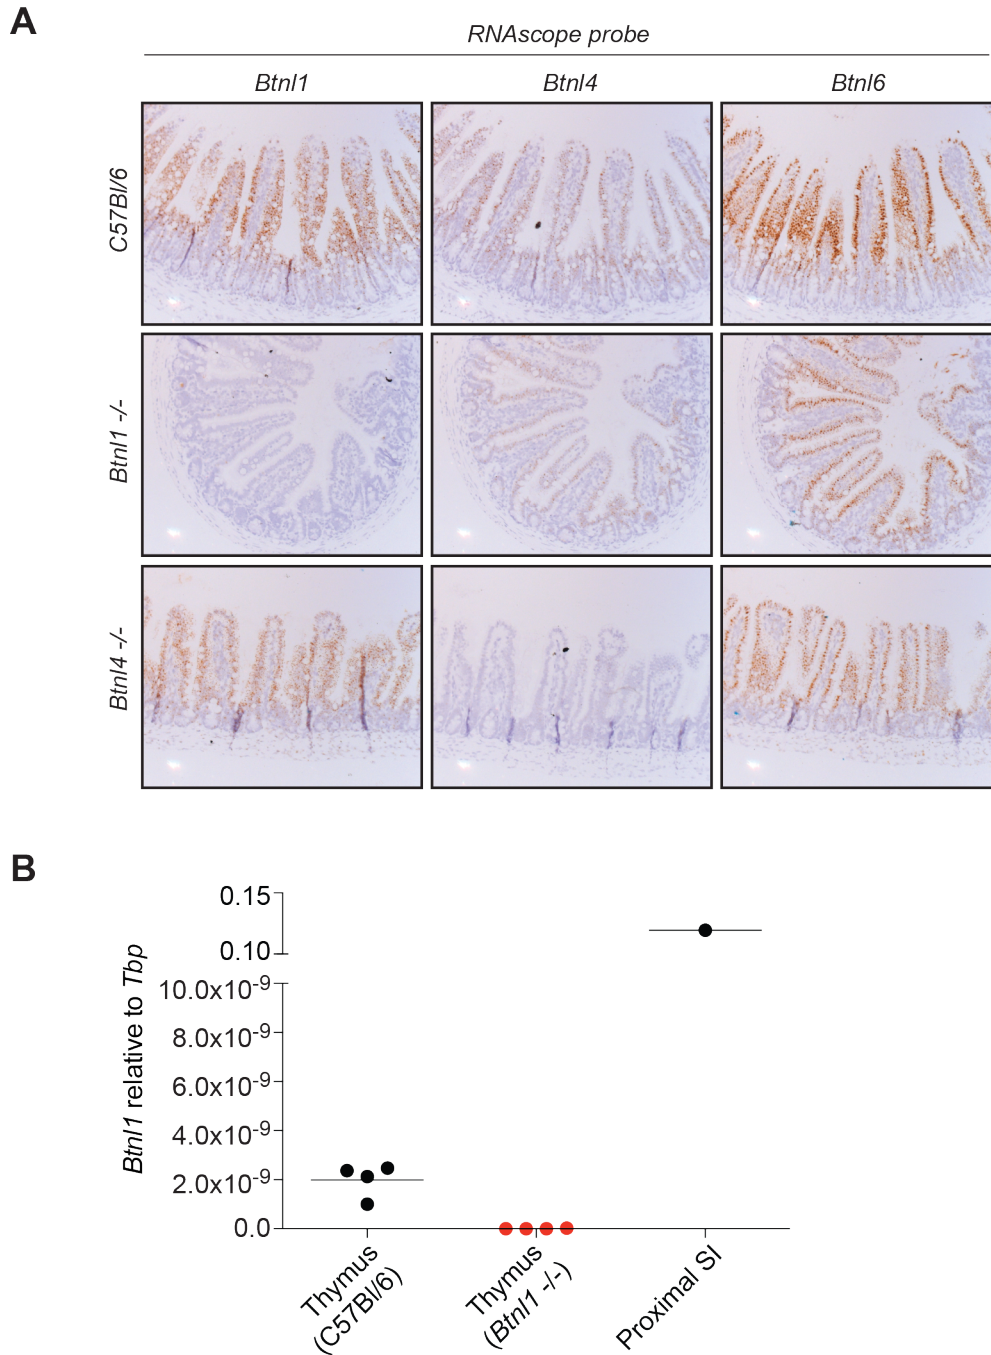 A
RNAscope probe
Btnl1
Btnl4
Btnl6
C57Bl/6
Btnl1 -/-
Btnl4 -/-
B
Btnl1 relative to Tbp
0.15
0.10
10.0x10-9
8.0x10-9
6.0x10-9
4.0x10-9
2.0x10-9
0.0
Thymus
(C57Bl/6)
Thymus
(Btnl1 -/-)
Proximal SI